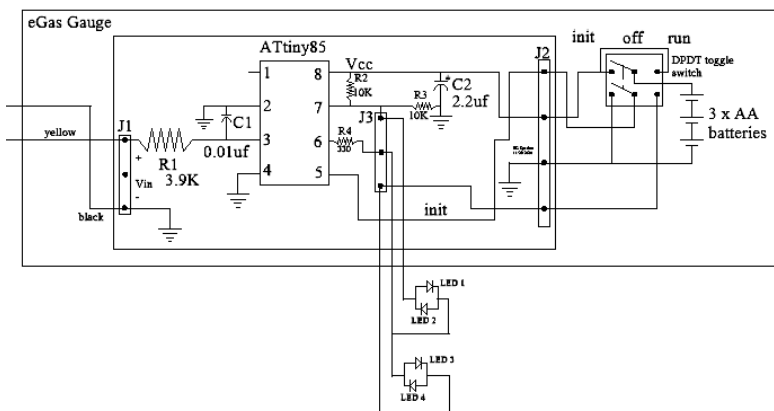 eGas Gauge
ATtiny85
J2
init off run
DPDT toggle
switch
1
8
Vcc
R2
10K
C2
2.2uf
R3
10K
2
7
C1
0.01uf
J3
3 x AA
batteries
yellow
J1
R1
3.9K
+
Vin
-
3
6
R4
330
4
5
black
init
LED 1
LED 2
LED 3
LED 4